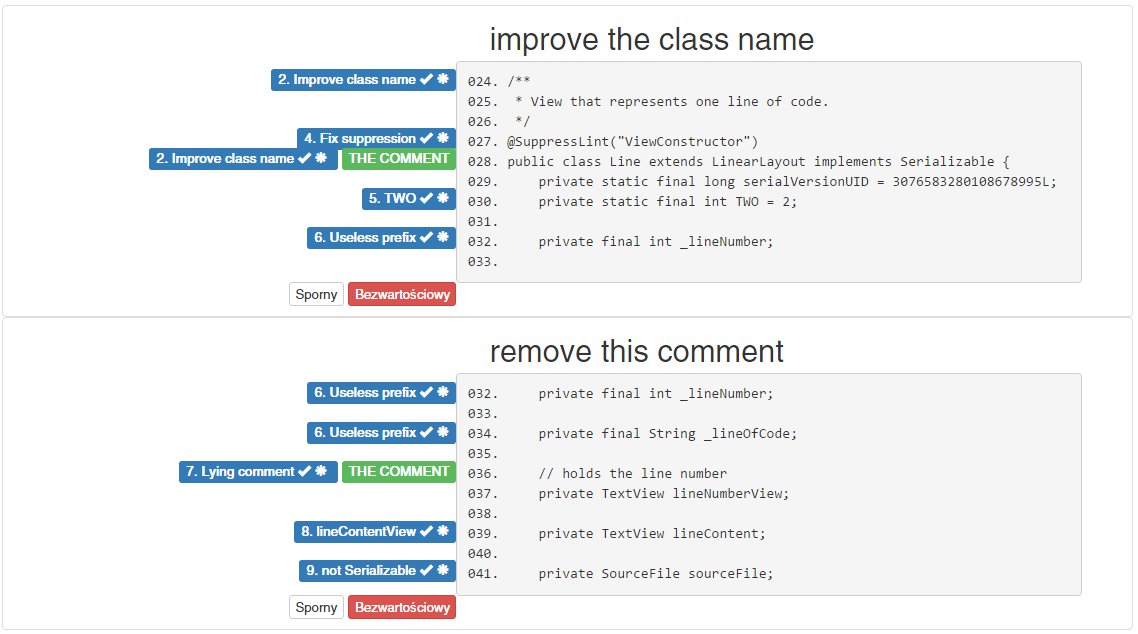 improve the class name
2. Improve class name ✔ ✹ 024. /**
025.  * View that represents one line of code.
026.  */
4. Fix suppression ✔ ✹ 027. @SuppressLint("ViewConstructor")
2. Improve class name ✔ ✹ THE COMMENT 028. public class Line extends LinearLayout implements Serializable {
029.     private static final long serialVersionUID = 3076583280108678995L;
5. TWO ✔ ✹ 030.     private static final int TWO = 2;
031.
6. Useless prefix ✔ ✹ 032.     private final int _lineNumber;
033.
Sporny Bezwartościowy
remove this comment
6. Useless prefix ✔ ✹ 032.     private final int _lineNumber;
033.
6. Useless prefix ✔ ✹ 034.     private final String _lineOfCode;
035.
7. Lying comment ✔ ✹ THE COMMENT 036.     // holds the line number
037.     private TextView lineNumberView;
038.
8. lineContentView ✔ ✹ 039.     private TextView lineContent;
040.
9. not Serializable ✔ ✹ 041.     private SourceFile sourceFile;
Sporny Bezwartościowy